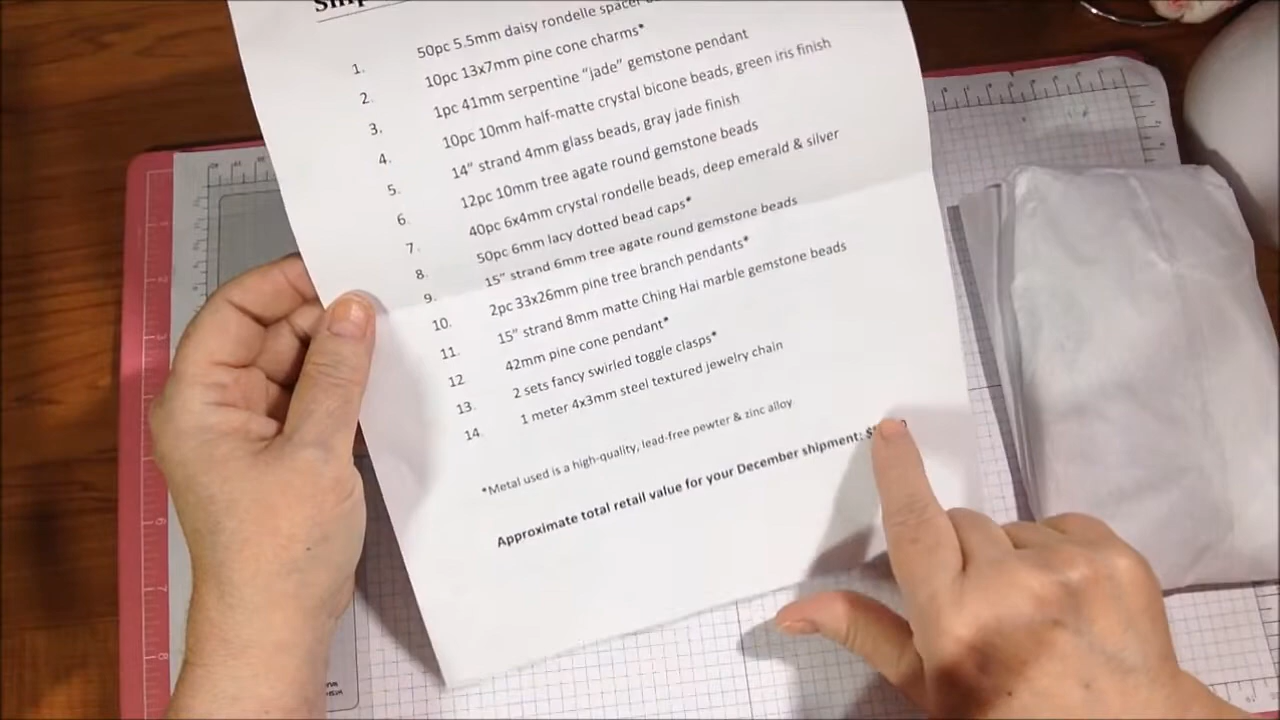 1. 50pc 5.5mm daisy rondelle spacer
2. 10pc 13x7mm pine cone charms*
3. 1pc 41mm serpentine “jade” gemstone pendant
4. 10pc 10mm half-matte crystal bicone beads, green iris finish
5. 14” strand 4mm glass beads, gray jade finish
6. 12pc 10mm tree agate round gemstone beads
7. 40pc 6x4mm crystal rondelle beads, deep emerald & silver
8. 50pc 6mm lacy dotted bead caps*
9. 15” strand 6mm tree agate round gemstone beads
10. 2pc 33x26mm pine tree branch pendants*
11. 15” strand 8mm matte Ching Hai marble gemstone beads
12 42mm pine cone pendant*
13. 2 sets fancy swirled toggle clasps*
14. 1 meter 4x3mm steel textured jewelry chain
*Metal used is a high-quality, lead-free pewter & zinc alloy
Approximate total retail value for your December shipment: